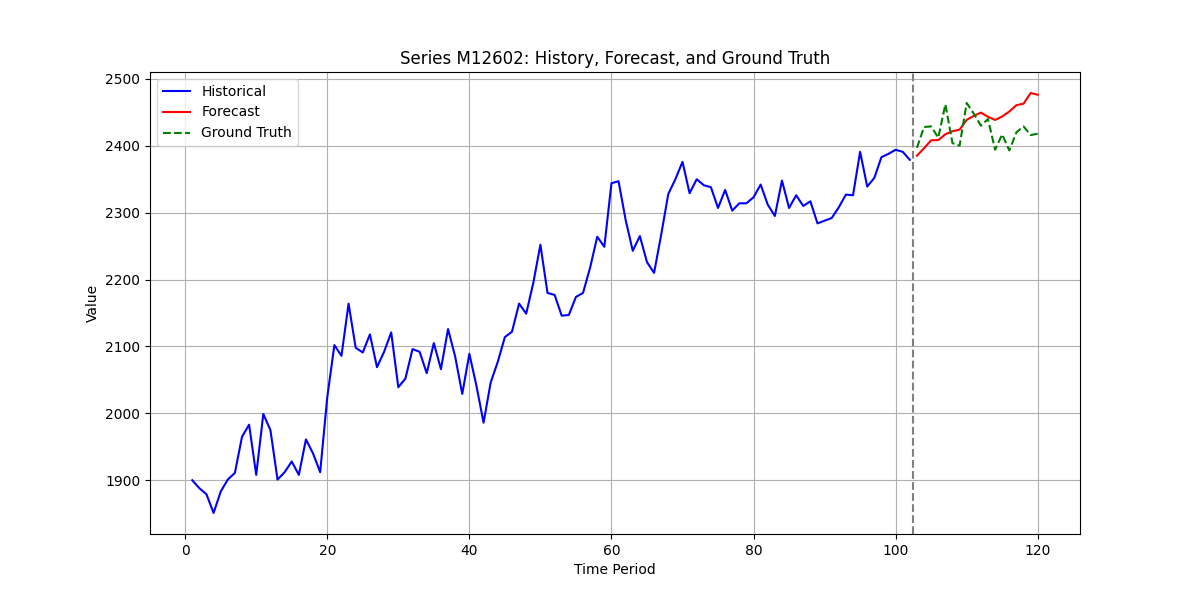 Series M12602: History, Forecast, and Ground Truth
Historical
Forecast
Ground Truth
Value
2500
2400
2300
2200
2100
2000
1900
0 20 40 60 80 100 120
Time Period